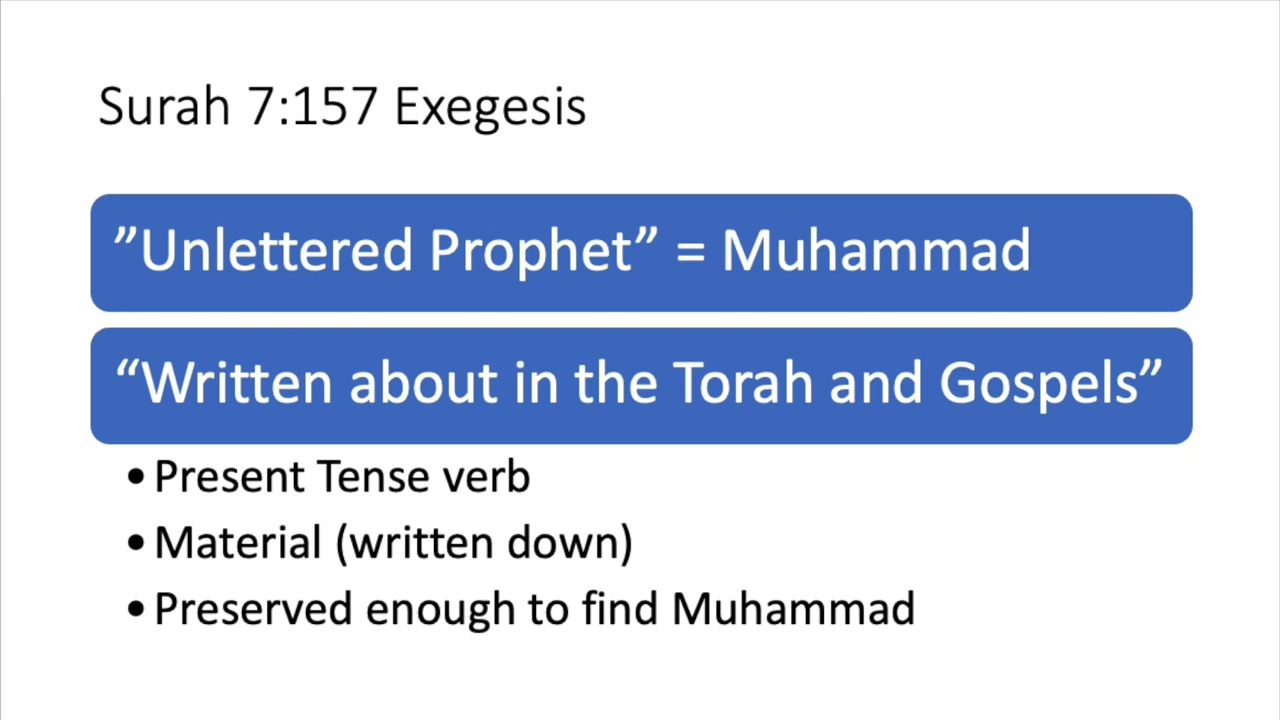 Surah 7:157 Exegesis
”Unlettered Prophet” = Muhammad
“Written about in the Torah and Gospels”
• Present Tense verb
• Material (written down)
• Preserved enough to find Muhammad